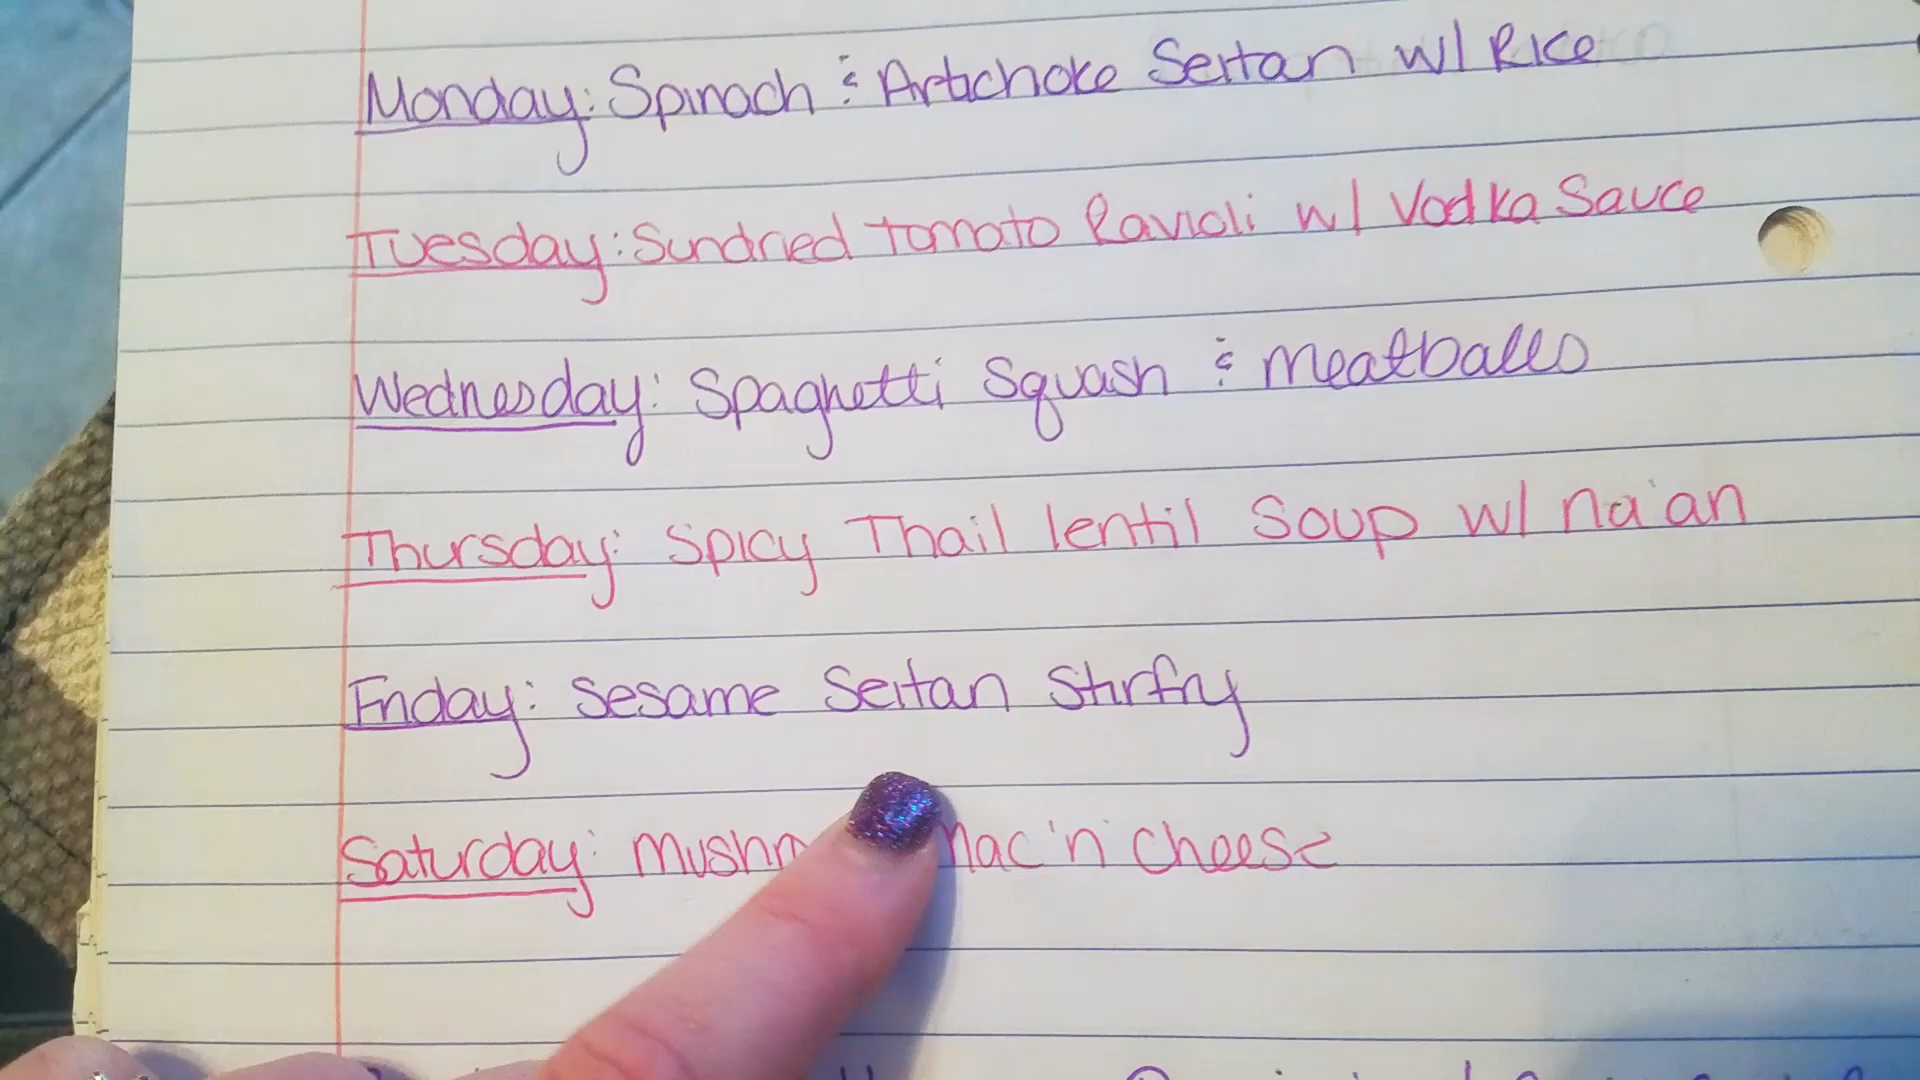 Monday: Spinach & Artichoke Seitan w/ Rice
Tuesday: Sundried Tomato Ravioli w/ Vodka Sauce
Wednesday: Spaghetti Squash & Meatballs
Thursday: Spicy Thail lentil Soup w/ na'an
Friday: Sesame Seitan Stirfry
Saturday: Mac 'n' Cheese